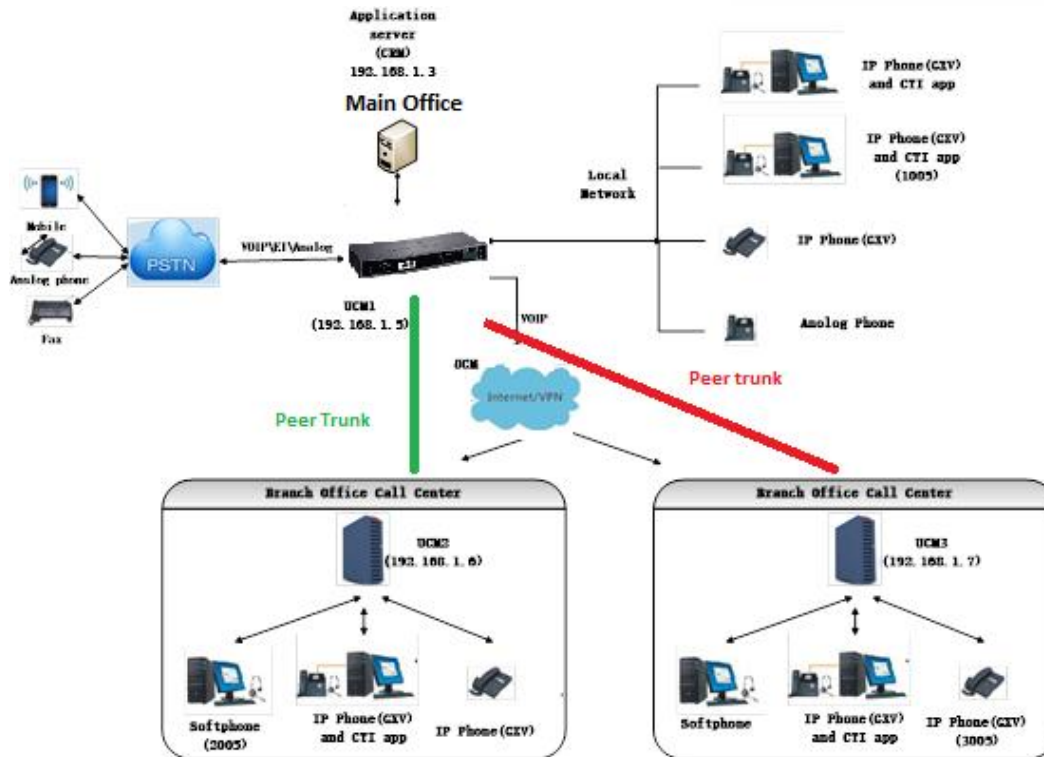 Application
server
(CRM)
192.168.1.3
Main Office
IP Phone(GXV)
and CTI app
IP Phone(GXV)
and CTI app
(1005)
Local
Network
Mobile
PSTN
VOIP\E1\Analog
IP Phone(GXV)
Analog phone
UCM1
(192.168.1.5)
VOIP
Anolog Phone
Fax
UCM
Internet/VPN
Peer trunk
Peer Trunk
Branch Office Call Center
UCM2
(192.168.1.6)
Softphone
(2005)
IP Phone(GXV)
and CTI app
IP Phone(GXV)
Branch Office Call Center
UCM3
(192.168.1.7)
Softphone
IP Phone(GXV)
and CTI app
IP Phone(GXV)
(3005)